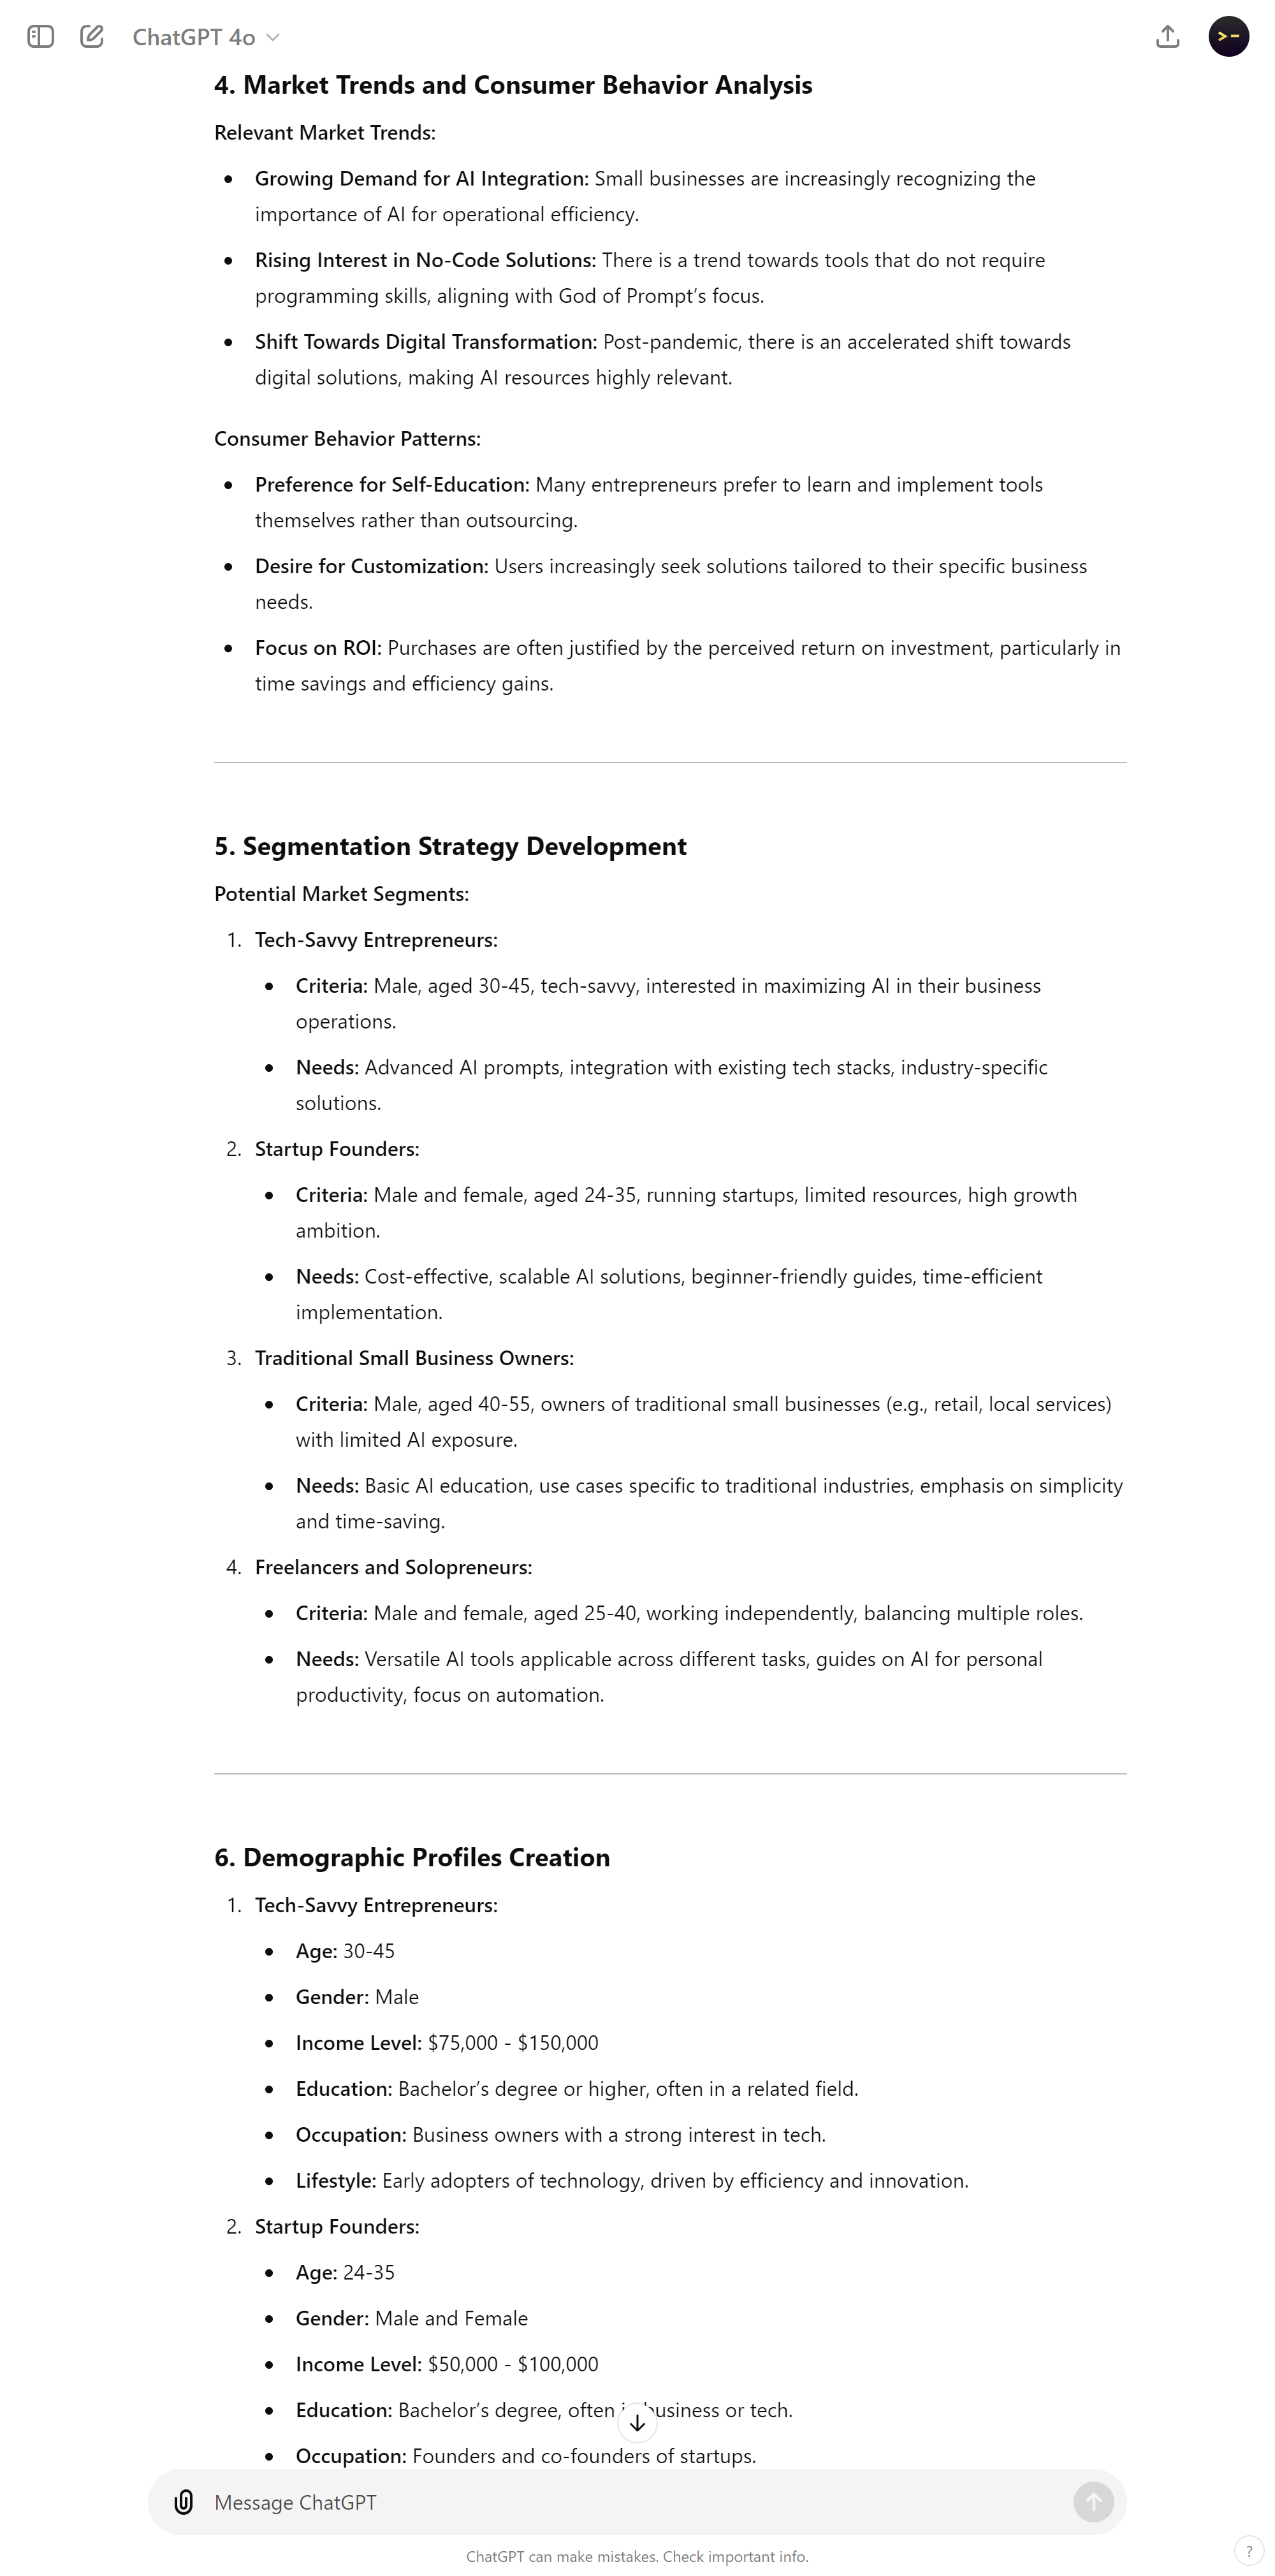 ChatGPT 4o
4. Market Trends and Consumer Behavior Analysis
Relevant Market Trends:
Growing Demand for AI Integration: Small businesses are increasingly recognizing the
importance of AI for operational efficiency.
Rising Interest in No-Code Solutions: There is a trend towards tools that do not require
programming skills, aligning with God of Prompt’s focus.
Shift Towards Digital Transformation: Post-pandemic, there is an accelerated shift towards
digital solutions, making AI resources highly relevant.
Consumer Behavior Patterns:
Preference for Self-Education: Many entrepreneurs prefer to learn and implement tools
themselves rather than outsourcing.
Desire for Customization: Users increasingly seek solutions tailored to their specific business
needs.
Focus on ROI: Purchases are often justified by the perceived return on investment, particularly in
time savings and efficiency gains.
5. Segmentation Strategy Development
Potential Market Segments:
1. Tech-Savvy Entrepreneurs:
Criteria: Male, aged 30-45, tech-savvy, interested in maximizing AI in their business
operations.
Needs: Advanced AI prompts, integration with existing tech stacks, industry-specific
solutions.
2. Startup Founders:
Criteria: Male and female, aged 24-35, running startups, limited resources, high growth
ambition.
Needs: Cost-effective, scalable AI solutions, beginner-friendly guides, time-efficient
implementation.
3. Traditional Small Business Owners:
Criteria: Male, aged 40-55, owners of traditional small businesses (e.g., retail, local services)
with limited AI exposure.
Needs: Basic AI education, use cases specific to traditional industries, emphasis on simplicity
and time-saving.
4. Freelancers and Solopreneurs:
Criteria: Male and female, aged 25-40, working independently, balancing multiple roles.
Needs: Versatile AI tools applicable across different tasks, guides on AI for personal
productivity, focus on automation.
6. Demographic Profiles Creation
1. Tech-Savvy Entrepreneurs:
Age: 30-45
Gender: Male
Income Level: $75,000 - $150,000
Education: Bachelor’s degree or higher, often in a related field.
Occupation: Business owners with a strong interest in tech.
Lifestyle: Early adopters of technology, driven by efficiency and innovation.
2. Startup Founders:
Age: 24-35
Gender: Male and Female
Income Level: $50,000 - $100,000
Education: Bachelor’s degree, often business or tech.
Occupation: Founders and co-founders of startups.
Message ChatGPT
ChatGPT can make mistakes. Check important info.
?